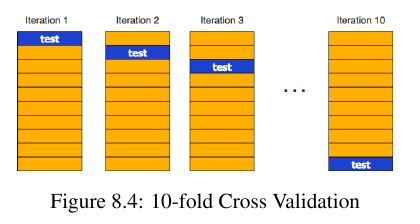 Iteration 1 Iteration 2 Iteration 3 Iteration 10
test
test
test
...
test
Figure 8.4: 10-fold Cross Validation